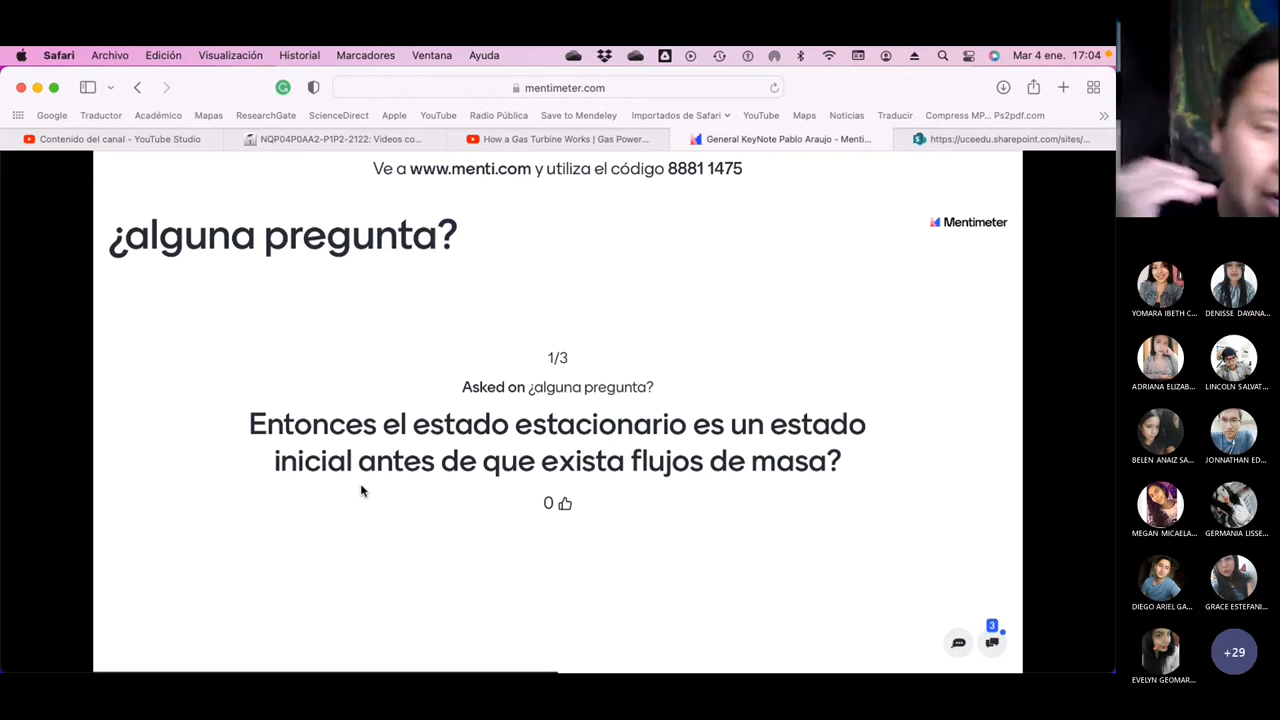 Safari Archivo Edición Visualización Historial Marcadores Ventana Ayuda Mar 4 ene. 17:04
mentimeter.com
Google Traductor Académico Mapas ResearchGate ScienceDirect Apple YouTube Radio Pública Save to Mendeley Importados de Safari YouTube Maps Noticias Traducir Compress MP... Ps2pdf.com
Contenido del canal - YouTube Studio NQP04P0AA2-P1P2-2122: Videos co... How a Gas Turbine Works | Gas Power... General KeyNote Pablo Araujo - Menti... https://uceedu.sharepoint.com/sites/...
Ve a www.menti.com y utiliza el código 8881 1475
¿alguna pregunta?
Mentimeter
1/3
Asked on ¿alguna pregunta?
Entonces el estado estacionario es un estado
inicial antes de que exista flujos de masa?
0
3
YOMARA IBETH C... DENISSE DAYANA...
ADRIANA ELIZAB... LINCOLN SALVAT...
BELEN ANAIZ SA... JONNATHAN ED...
MEGAN MICAELA... GERMANIA LISSE...
DIEGO ARIEL GA... GRACE ESTEFANI...
EVELYN GEOMAR... +29